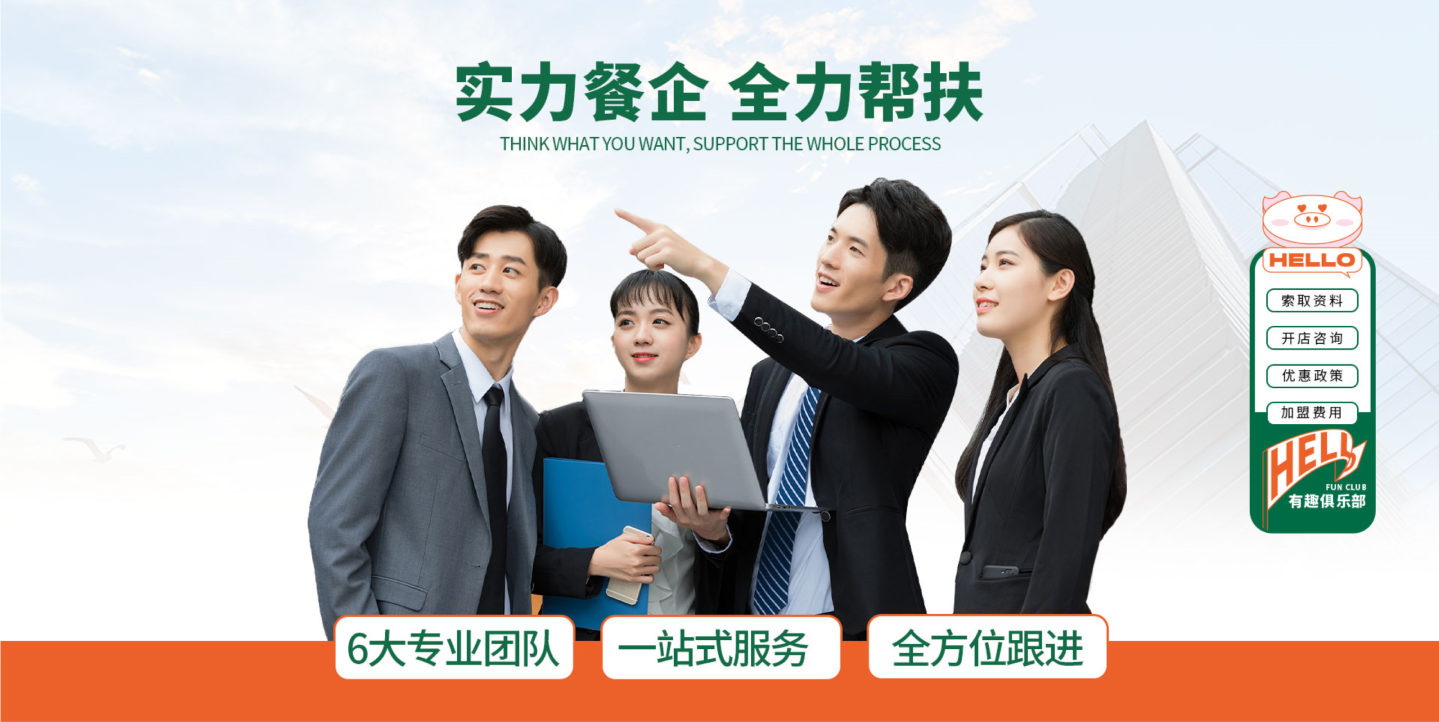 实力餐企 全力帮扶
THINK WHAT YOU WANT, SUPPORT THE WHOLE PROCESS
HELLO
索取资料
开店咨询
优惠政策
加盟费用
HELLO
FUN CLUB
有趣俱乐部
6大专业团队
一站式服务
全方位跟进